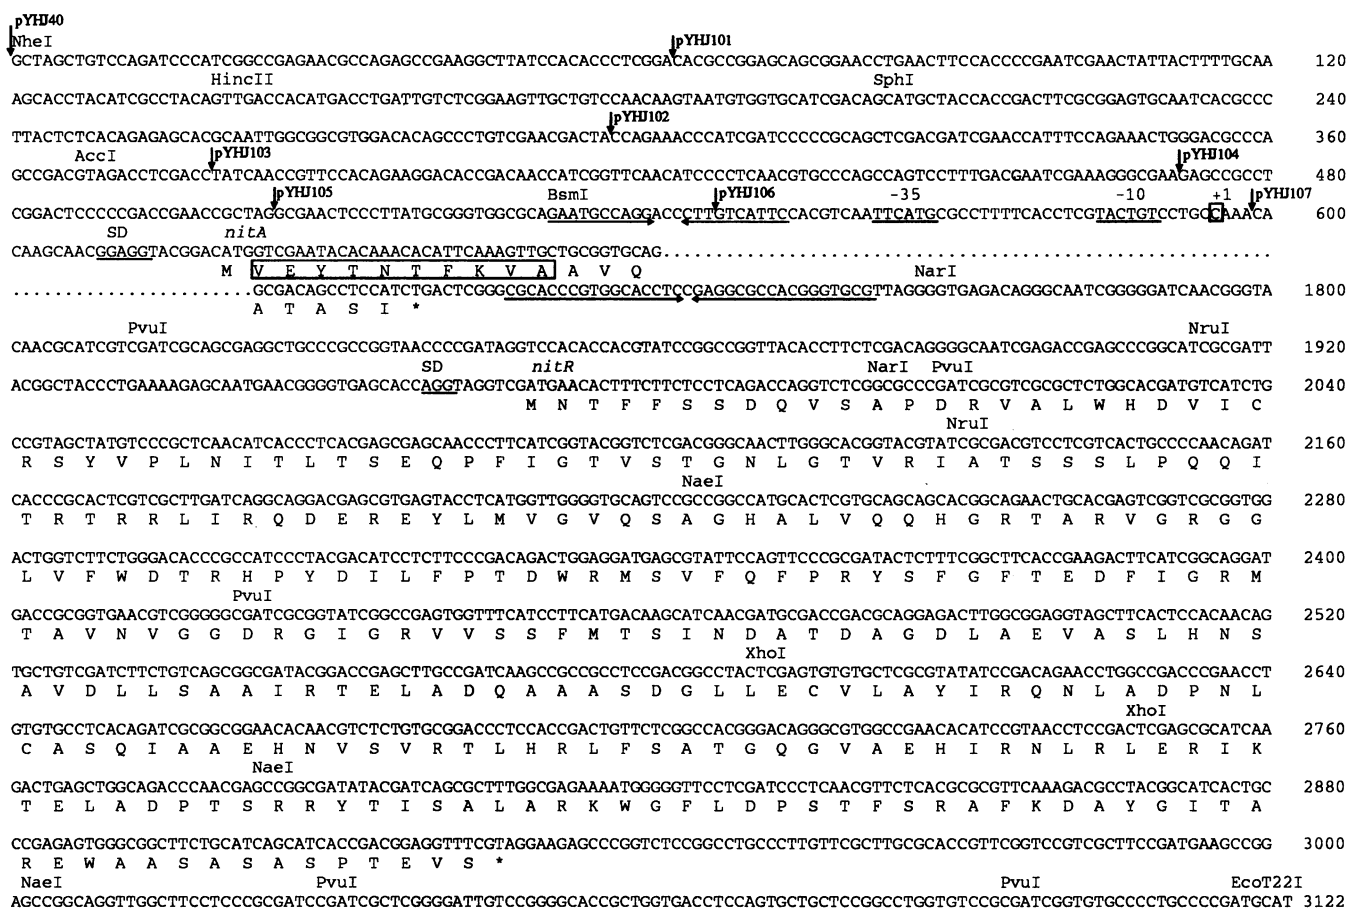 pYHJ40
NheI pYHJ101
GCTAGCTGTCCAGATCCCATCGGCCGAGAACGCCAGAGCCGAAGGCTTATCCACACCCTCGGACACGCCGGAGCAGCGGAACCTGAACTTCCACCCCGAATCGAACTATTACTTTTGCAA 120
HincII SphI
AGCACCTACATCGCCTACAGTTGACCACATGACCTGATTGTCTCGGAAGTTGCTGTCCAACAAGTAATGTGGTGCATCGACAGCATGCTACCACCGACTTCGCGGAGTGCAATCACGCCC 240
pYHJ102
TTACTCTCACAGAGAGCACGCAATTGGCGGCGTGGACACAGCCCTGTCGAACGACTACCAGAAACCCATCGATCCCCCGCAGCTCGACGATCGAACCATTTCCAGAAACTGGGACGCCCA 360
AccI pYHJ103 pYHJ104
GCCGACGTAGACCTCGACCTATCAACCGTTCCACAGAAGGACACCGACAACCATCGGTTCAACATCCCCTCAACGTGCCCAGCCAGTCCTTTGACGAATCGAAAGGGCGAAGAGCCGCCT 480
pYHJ105 BsmI pYHJ106 -35 -10 +1 pYHJ107
CGGACTCCCCCGACCGAACCGCTAGGCGAACTCCCTTATGCGGGTGGCGCAGAATGCCAGGACCCTTGTCATTCCACGTCAATTCATGCGCCTTTTCACCTCGTACTGTCCTGCCAAACA 600
SD nitA
CAAGCAACGGAGGTACGGACATGGTCGAATACACAAACACATTCAAAGTTGCTGCGGTGCAG......................................................
M V E Y T N T F K V A A V Q NarI
.......................GCGACAGCCTCCATCTGACTCGGGCGCACCCGTGGCACCTCCGAGGCGCCACGGGTGCGTTAGGGGTGAGACAGGGCAATCGGGGGATCAACGGGTA 1800
A T A S I *
PvuI NruI
CAACGCATCGTCGATCGCAGCGAGGCTGCCCGCCGGTAACCCCGATAGGTCCACACCACGTATCCGGCCGGTTACACCTTCTCGACAGGGGCAATCGAGACCGAGCCCGGCATCGCGATT 1920
SD nitR NarI PvuI
ACGGCTACCCTGAAAAGAGCAATGAACGGGGTGAGCACCAGGTAGGTCGATGAACACTTTCTTCTCCTCAGACCAGGTCTCGGCGCCCGATCGCGTCGCGCTCTGGCACGATGTCATCTG 2040
M N T F F S S D Q V S A P D R V A L W H D V I C
NruI
CCGTAGCTATGTCCCGCTCAACATCACCCTCACGAGCGAGCAACCCTTCATCGGTACGGTCTCGACGGGCAACTTGGGCACGGTACGTATCGCGACGTCCTCGTCACTGCCCCAACAGAT 2160
R S Y V P L N I T L T S E Q P F I G T V S T G N L G T V R I A T S S S L P Q Q I
NaeI
CACCCGCACTCGTCGCTTGATCAGGCAGGACGAGCGTGAGTACCTCATGGTTGGGGTGCAGTCCGCCGGCCATGCACTCGTGCAGCAGCACGGCAGAACTGCACGAGTCGGTCGCGGTGG 2280
T R T R R L I R Q D E R E Y L M V G V Q S A G H A L V Q Q H G R T A R V G R G G
ACTGGTCTTCTGGGACACCCGCCATCCCTACGACATCCTCTTCCCGACAGACTGGAGGATGAGCGTATTCCAGTTCCCGCGATACTCTTTCGGCTTCACCGAAGACTTCATCGGCAGGAT 2400
L V F W D T R H P Y D I L F P T D W R M S V F Q F P R Y S F G F T E D F I G R M
PvuI
GACCGCGGTGAACGTCGGGGGCGATCGCGGTATCGGCCGAGTGGTTTCATCCTTCATGACAAGCATCAACGATGCGACCGACGCAGGAGACTTGGCGGAGGTAGCTTCACTCCACAACAG 2520
T A V N V G G D R G I G R V V S S F M T S I N D A T D A G D L A E V A S L H N S
XhoI
TGCTGTCGATCTTCTGTCAGCGGCGATACGGACCGAGCTTGCCGATCAAGCCGCCGCCTCCGACGGCCTACTCGAGTGTGTGCTCGCGTATATCCGACAGAACCTGGCCGACCCGAACCT 2640
A V D L L S A A I R T E L A D Q A A A S D G L L E C V L A Y I R Q N L A D P N L
XhoI
GTGTGCCTCACAGATCGCGGCGGAACACAACGTCTCTGTGCGGACCCTCCACCGACTGTTCTCGGCCACGGGACAGGGCGTGGCCGAACACATCCGTAACCTCCGACTCGAGCGCATCAA 2760
C A S Q I A A E H N V S V R T L H R L F S A T G Q G V A E H I R N L R L E R I K
NaeI
GACTGAGCTGGCAGACCCAACGAGCCGGCGATATACGATCAGCGCTTTGGCGAGAAAATGGGGGTTCCTCGATCCCTCAACGTTCTCACGCGCGTTCAAAGACGCCTACGGCATCACTGC 2880
T E L A D P T S R R Y T I S A L A R K W G F L D P S T F S R A F K D A Y G I T A
CCGAGAGTGGGCGGCTTCTGCATCAGCATCACCGACGGAGGTTTCGTAGGAAGAGCCCGGTCTCCGGCCTGCCCTTGTTCGCTTGCGCACCGTTCGGTCCGTCGCTTCCGATGAAGCCGG 3000
R E W A A S A S A S P T E V S *
NaeI PvuI PvuI EcoT22I
AGCCGGCAGGTTGGCTTCCTCCCGCGATCCGATCGCTCGGGGATTGTCCGGGGCACCGCTGGTGACCTCCAGTGCTGCTCCGGCCTGGTGTCCGCGATCGGTGTGCCCCTGCCCCGATGCAT 3122